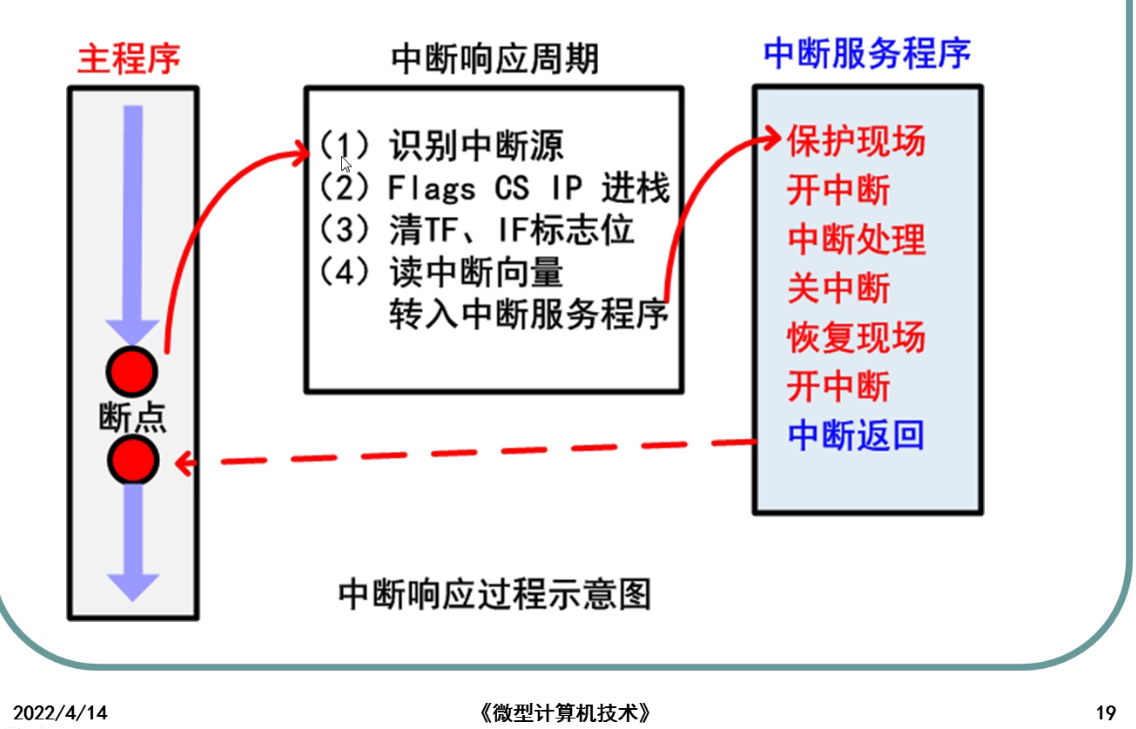 主程序
断点
中断响应周期
（1）识别中断源
（2）Flags CS IP 进栈
（3）清TF、IF标志位
（4）读中断向量
转入中断服务程序
中断服务程序
保护现场
开中断
中断处理
关中断
恢复现场
开中断
中断返回
中断响应过程示意图
2022/4/14
《微型计算机技术》
19